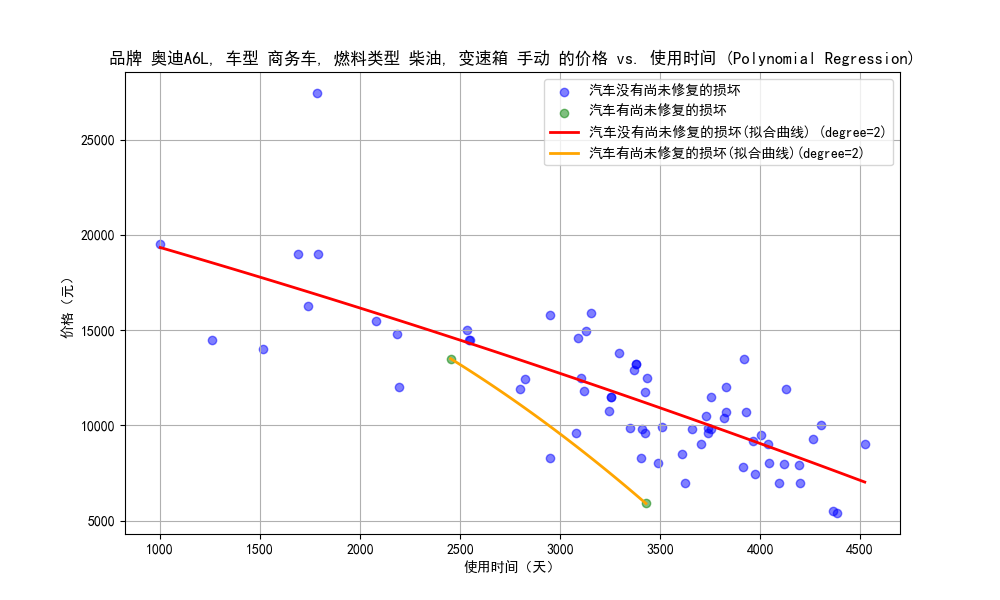 品牌 奥迪A6L, 车型 商务车, 燃料类型 柴油, 变速箱 手动 的价格 vs. 使用时间 (Polynomial Regression)
汽车没有尚未修复的损坏
汽车有尚未修复的损坏
汽车没有尚未修复的损坏(拟合曲线) (degree=2)
汽车有尚未修复的损坏(拟合曲线)(degree=2)
25000
20000
15000
10000
5000
价格（元）
1000 1500 2000 2500 3000 3500 4000 4500
使用时间（天）